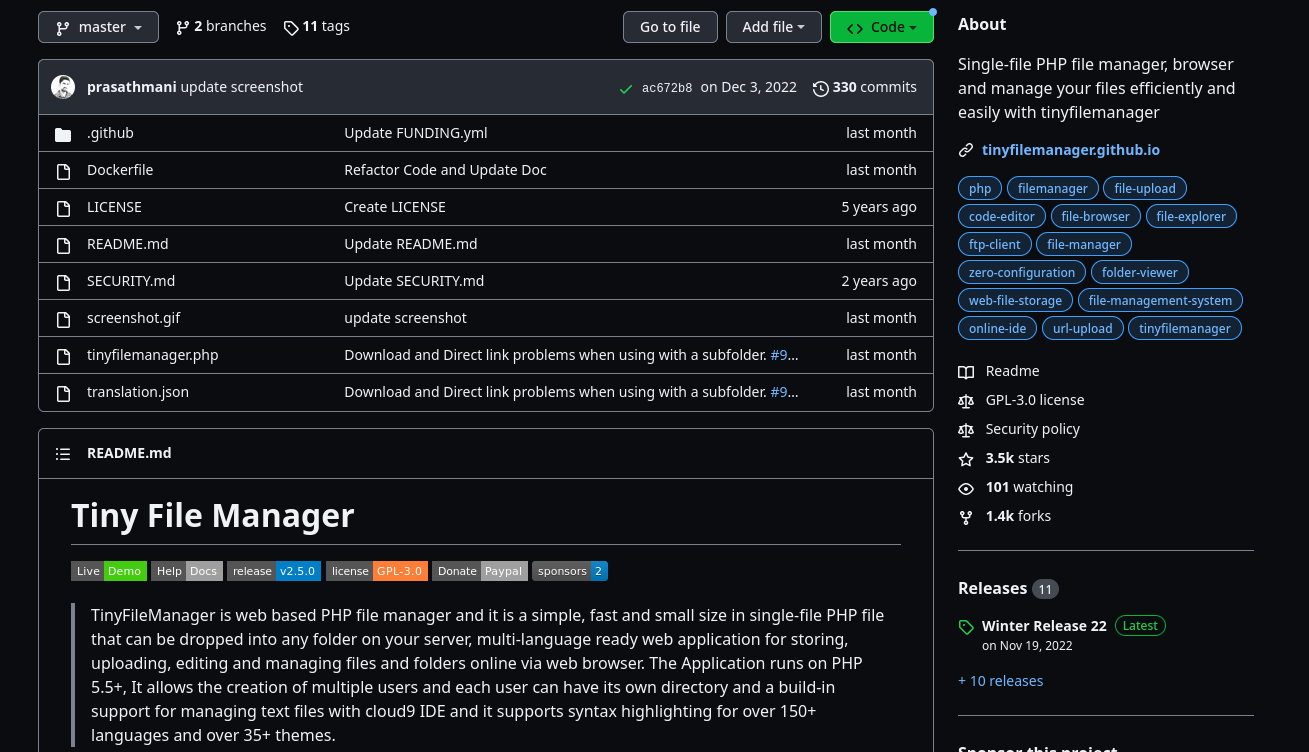 master
2 branches
11 tags
Go to file
Add file
Code
prasathmani update screenshot
ac672b8 on Dec 3, 2022
330 commits
.github Update FUNDING.yml last month
Dockerfile Refactor Code and Update Doc last month
LICENSE Create LICENSE 5 years ago
README.md Update README.md last month
SECURITY.md Update SECURITY.md 2 years ago
screenshot.gif update screenshot last month
tinyfilemanager.php Download and Direct link problems when using with a subfolder. #9... last month
translation.json Download and Direct link problems when using with a subfolder. #9... last month
README.md
Tiny File Manager
Live Demo Help Docs release v2.5.0 license GPL-3.0 Donate Paypal sponsors 2
TinyFileManager is web based PHP file manager and it is a simple, fast and small size in single-file PHP file
that can be dropped into any folder on your server, multi-language ready web application for storing,
uploading, editing and managing files and folders online via web browser. The Application runs on PHP
5.5+, It allows the creation of multiple users and each user can have its own directory and a build-in
support for managing text files with cloud9 IDE and it supports syntax highlighting for over 150+
languages and over 35+ themes.
About
Single-file PHP file manager, browser
and manage your files efficiently and
easily with tinyfilemanager
tinyfilemanager.github.io
php filemanager file-upload
code-editor file-browser file-explorer
ftp-client file-manager
zero-configuration folder-viewer
web-file-storage file-management-system
online-ide url-upload tinyfilemanager
Readme
GPL-3.0 license
Security policy
3.5k stars
101 watching
1.4k forks
Releases 11
Winter Release 22 Latest
on Nov 19, 2022
+ 10 releases
Sponsor this project